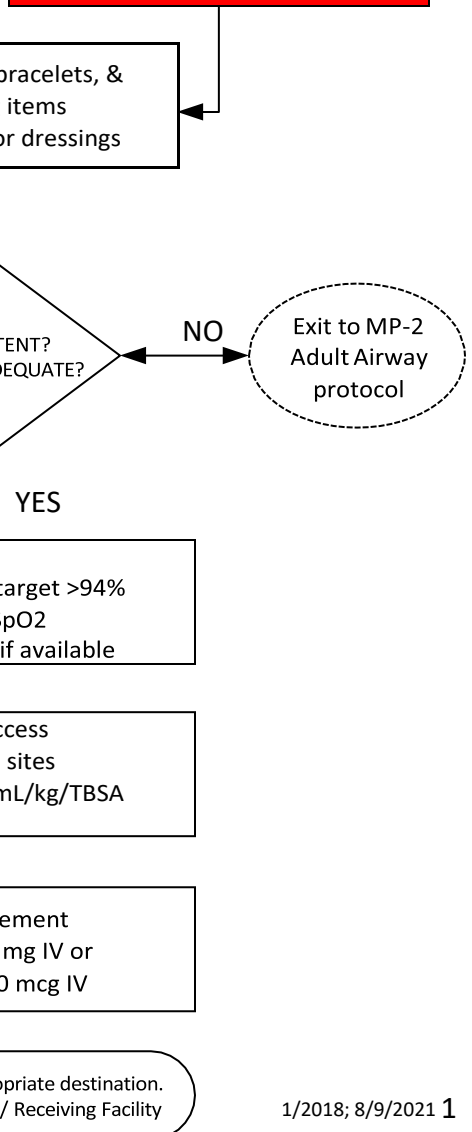 bracelets, &
items
or dressings
NO
TENT?
DEQUATE?
Exit to MP-2
Adult Airway
protocol
YES
target >94%
SpO2
if available
ccess
sites
mL/kg/TBSA
ement
mg IV or
0 mcg IV
opriate destination.
/ Receiving Facility
1/2018; 8/9/2021 1